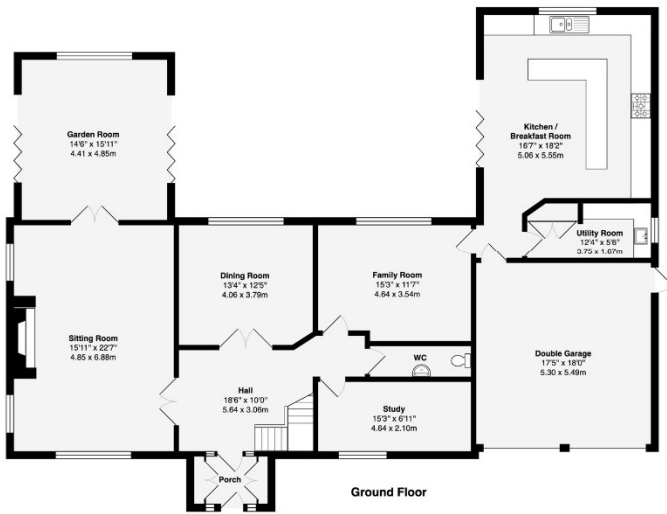 Garden Room
14'6" x 15'11"
4.41 x 4.85m
Kitchen /
Breakfast Room
16'7" x 18'2"
5.06 x 5.55m
Utility Room
12'4" x 5'6"
3.75 x 1.67m
Dining Room
13'4" x 12'5"
4.06 x 3.79m
Family Room
15'3" x 11'7"
4.64 x 3.54m
Sitting Room
15'11" x 22'7"
4.85 x 6.88m
Double Garage
17'5" x 18'0"
5.30 x 5.49m
WC
Hall
18'6" x 10'0"
5.64 x 3.06m
Study
15'3" x 6'11"
4.64 x 2.10m
Porch
Ground Floor